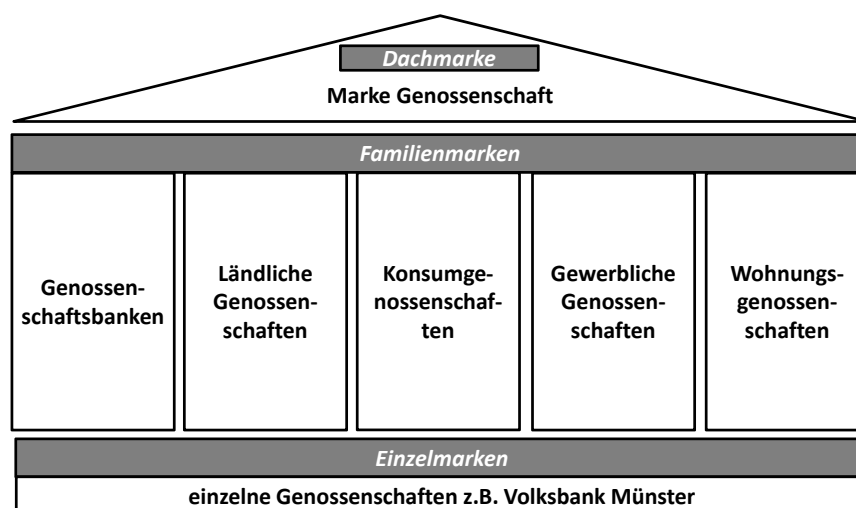 Dachmarke
Marke Genossenschaft
Familienmarken
Genossen-
schaftsbanken
Ländliche
Genossen-
schaften
Konsumge-
nossenschaf-
ten
Gewerbliche
Genossen-
schaften
Wohnungs-
genossen-
schaften
Einzelmarken
einzelne Genossenschaften z.B. Volksbank Münster